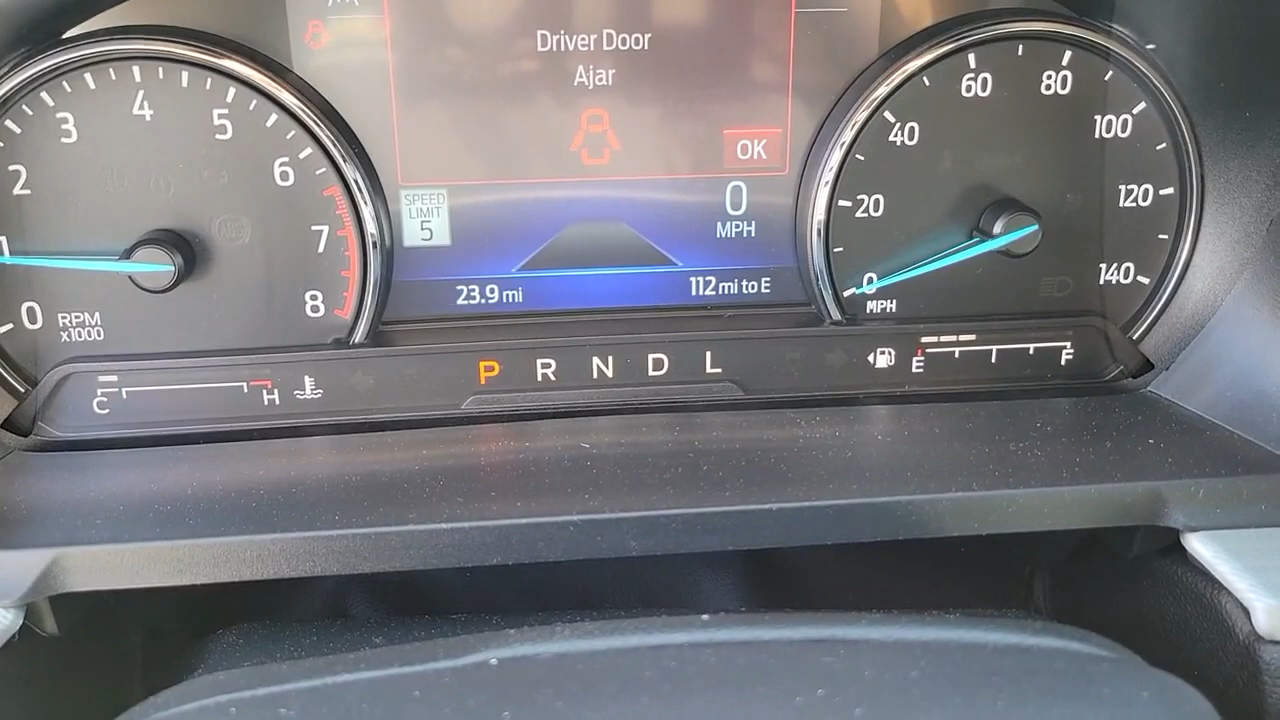 Driver Door
Ajar
OK
SPEED
LIMIT
5
0
MPH
23.9 mi
112 mi to E
0
1
2
3
4
5
6
7
8
RPM
x1000
0
20
40
60
80
100
120
140
MPH
C
H
P R N D L
E
F
ABS